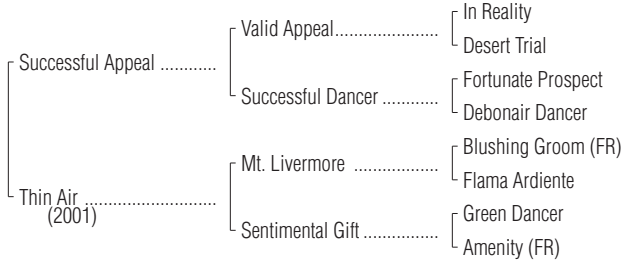 In Reality
Valid Appeal........................
Desert Trial
Successful Appeal ............
Fortunate Prospect
Successful Dancer ............
Debonair Dancer
Blushing Groom (FR)
Mt. Livermore ..................
Flama Ardiente
Thin Air ............................
(2001)
Green Dancer
Sentimental Gift ................
Amenity (FR)